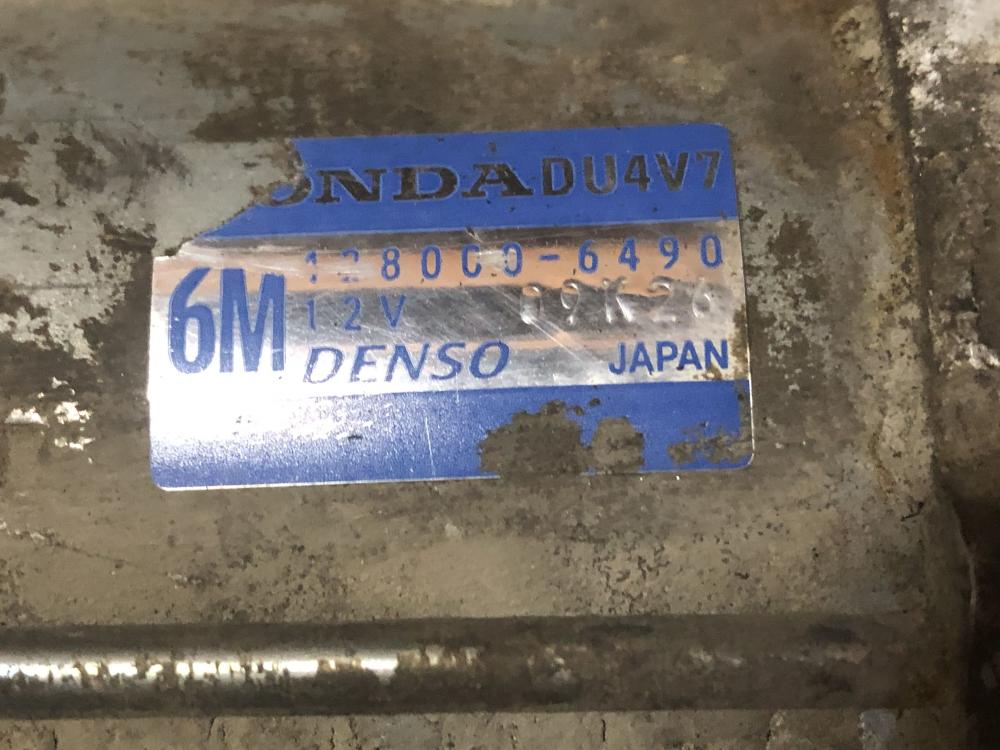 ONDA DU4V7
6M
128000-6490
12V 09K26
DENSO JAPAN